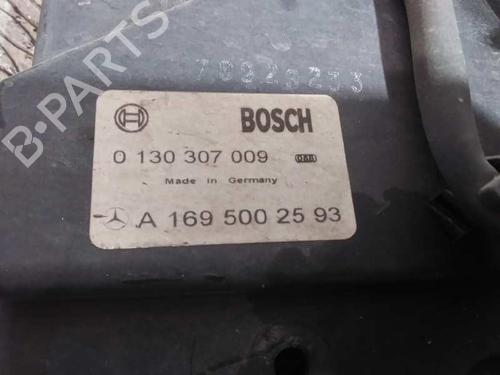 B-PARTS
BOSCH
0 130 307 009
Made in Germany
A 169 500 25 93